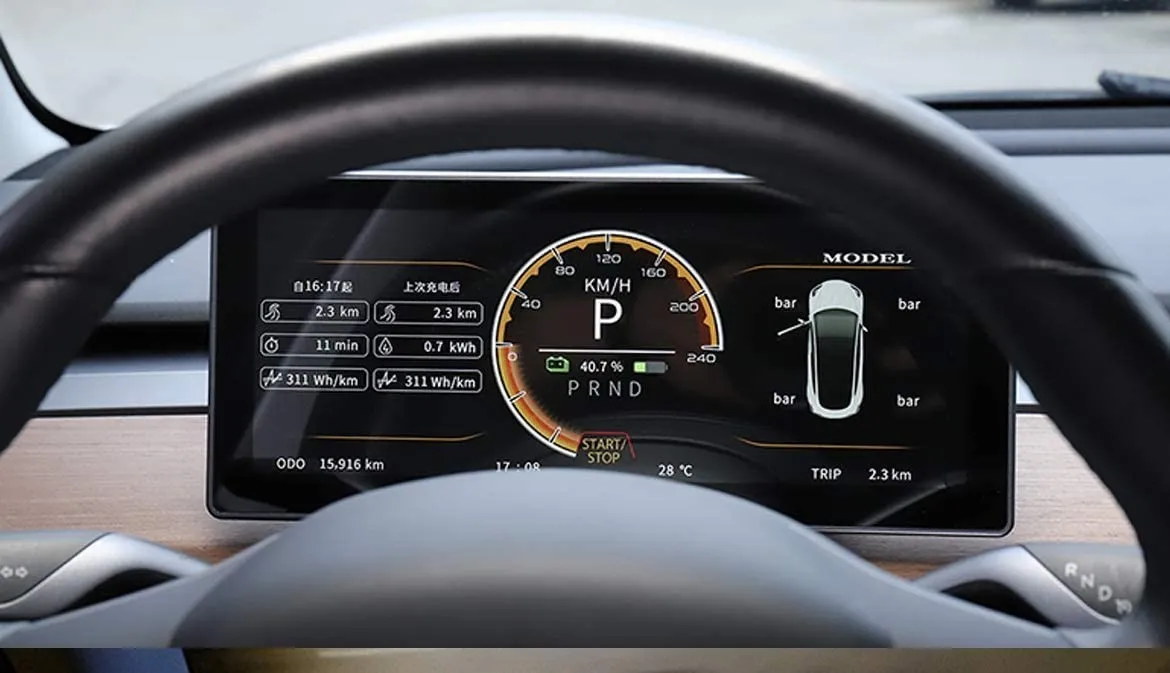 自16:17起 上次充电后
2.3 km 2.3 km
11 min 0.7 kWh
311 Wh/km 311 Wh/km
ODO 15,916 km
0 40 80 120 160 200 240
KM/H
P
40.7 %
P R N D
START/
STOP
17:08
28 ℃
MODEL
bar bar
bar bar
TRIP 2.3 km
R N D